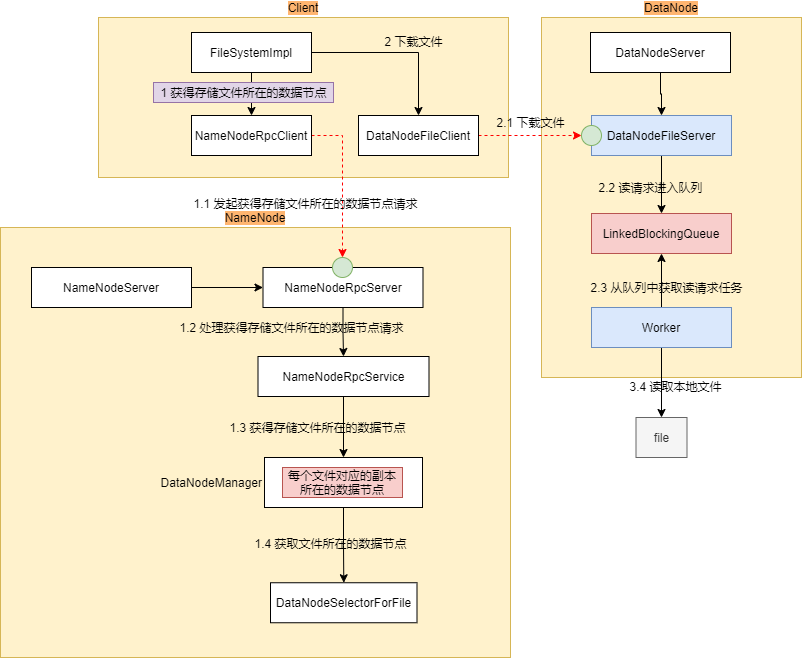 Client
FileSystemImpl
2 下载文件
1 获得存储文件所在的数据节点
NameNodeRpcClient
DataNodeFileClient
1.1 发起获得存储文件所在的数据节点请求
2.1 下载文件
DataNode
DataNodeServer
DataNodeFileServer
2.2 读请求进入队列
LinkedBlockingQueue
2.3 从队列中获取读请求任务
Worker
3.4 读取本地文件
file
NameNode
NameNodeServer
NameNodeRpcServer
1.2 处理获得存储文件所在的数据节点请求
NameNodeRpcService
1.3 获得存储文件所在的数据节点
DataNodeManager
每个文件对应的副本
所在的数据节点
1.4 获取文件所在的数据节点
DataNodeSelectorForFile